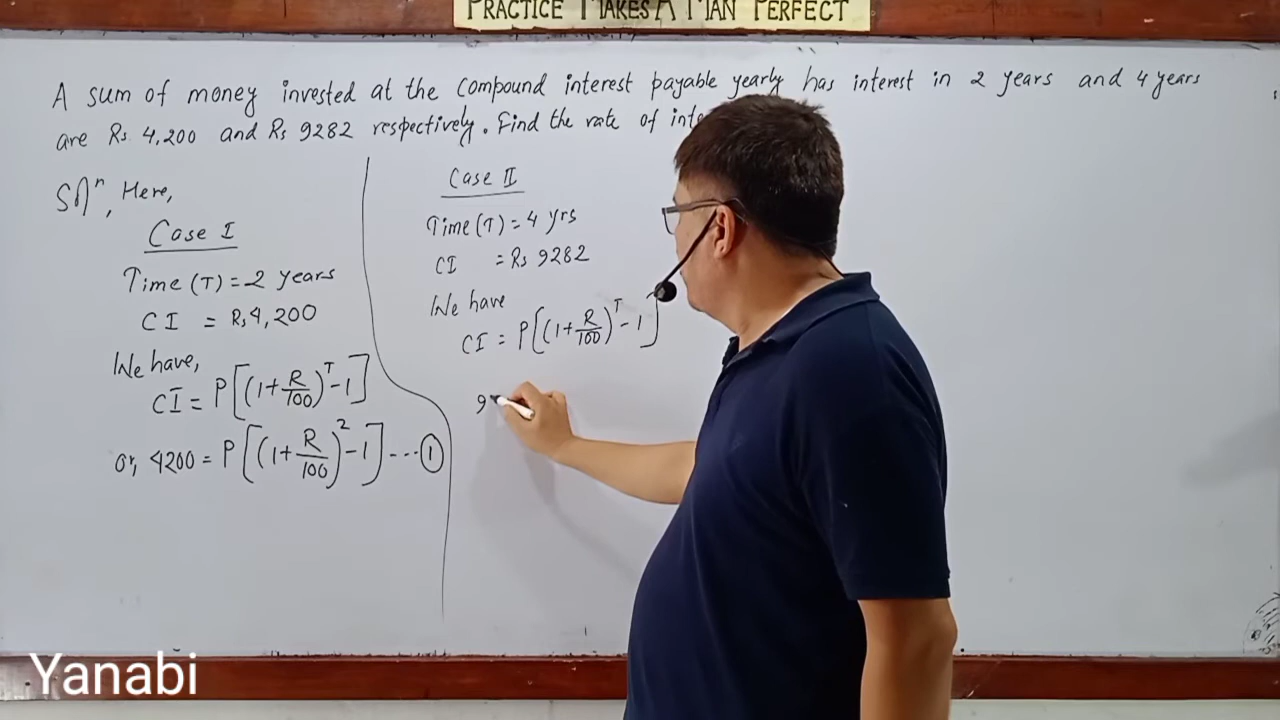 PRACTICE MAKES A MAN PERFECT
A sum of money invested at the compound interest payable yearly has interest in 2 years and 4 years
are Rs. 4,200 and Rs 9282 respectively. Find the rate of
Solⁿ, Here,
Case I
Time (T) = 2 years
CI = Rs 4,200
We have,
CI = P[(1+R/100)^T - 1]
or, 4200 = P[(1+R/100)^2 - 1] --- ①
Case II
Time (T) = 4 yrs
CI = Rs 9282
We have
CI = P[(1+R/100)^T - 1]
9
Yanabi